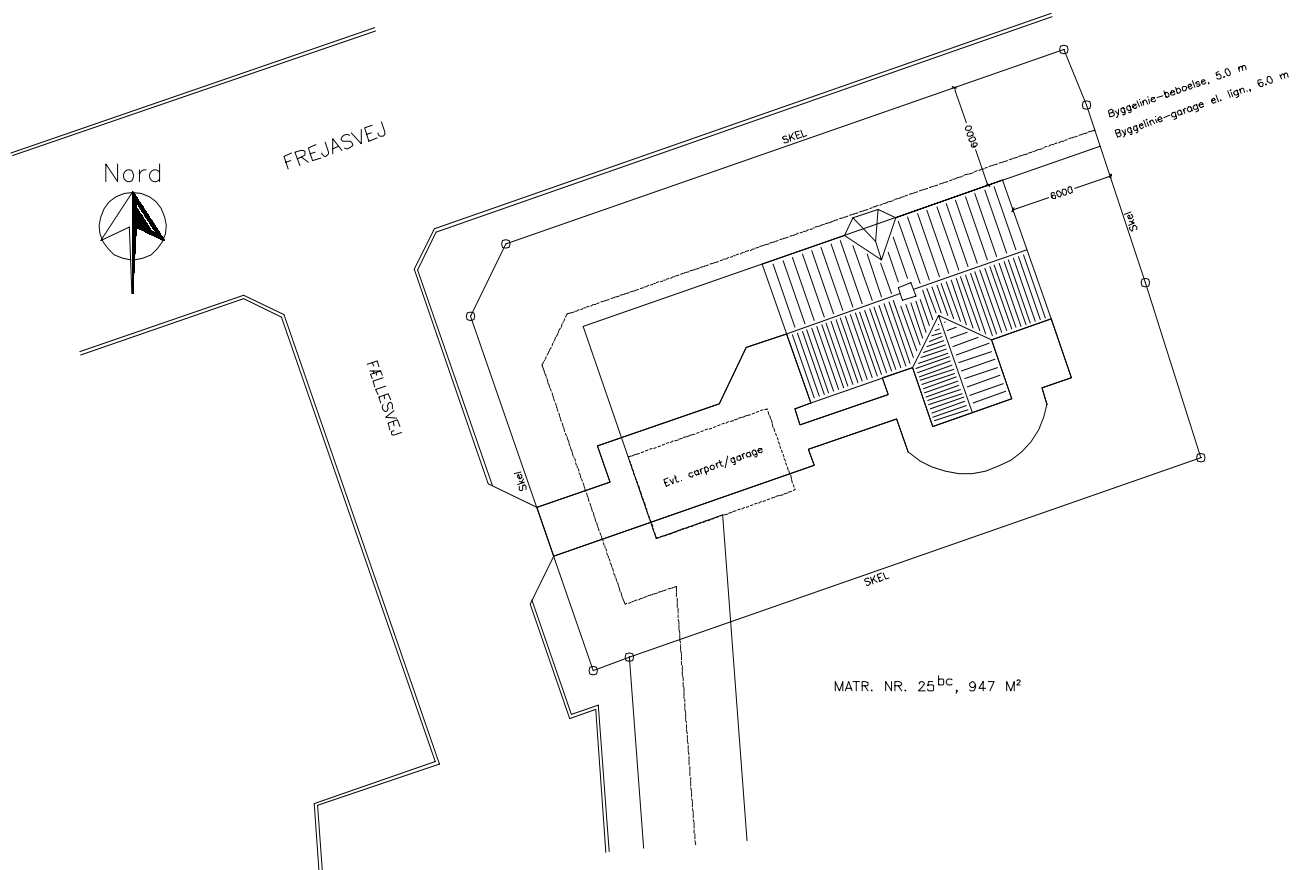 Byggelinie-beboelse, 5.0 m
Byggelinie-garage el. lign., 6.0 m
FREJASVEJ
SKEL
6000
Nord
6000
Skel
FÆLLESVEJ
Evt. carport/garage
Skel
SKEL
MATR. NR. 25bc, 947 M²